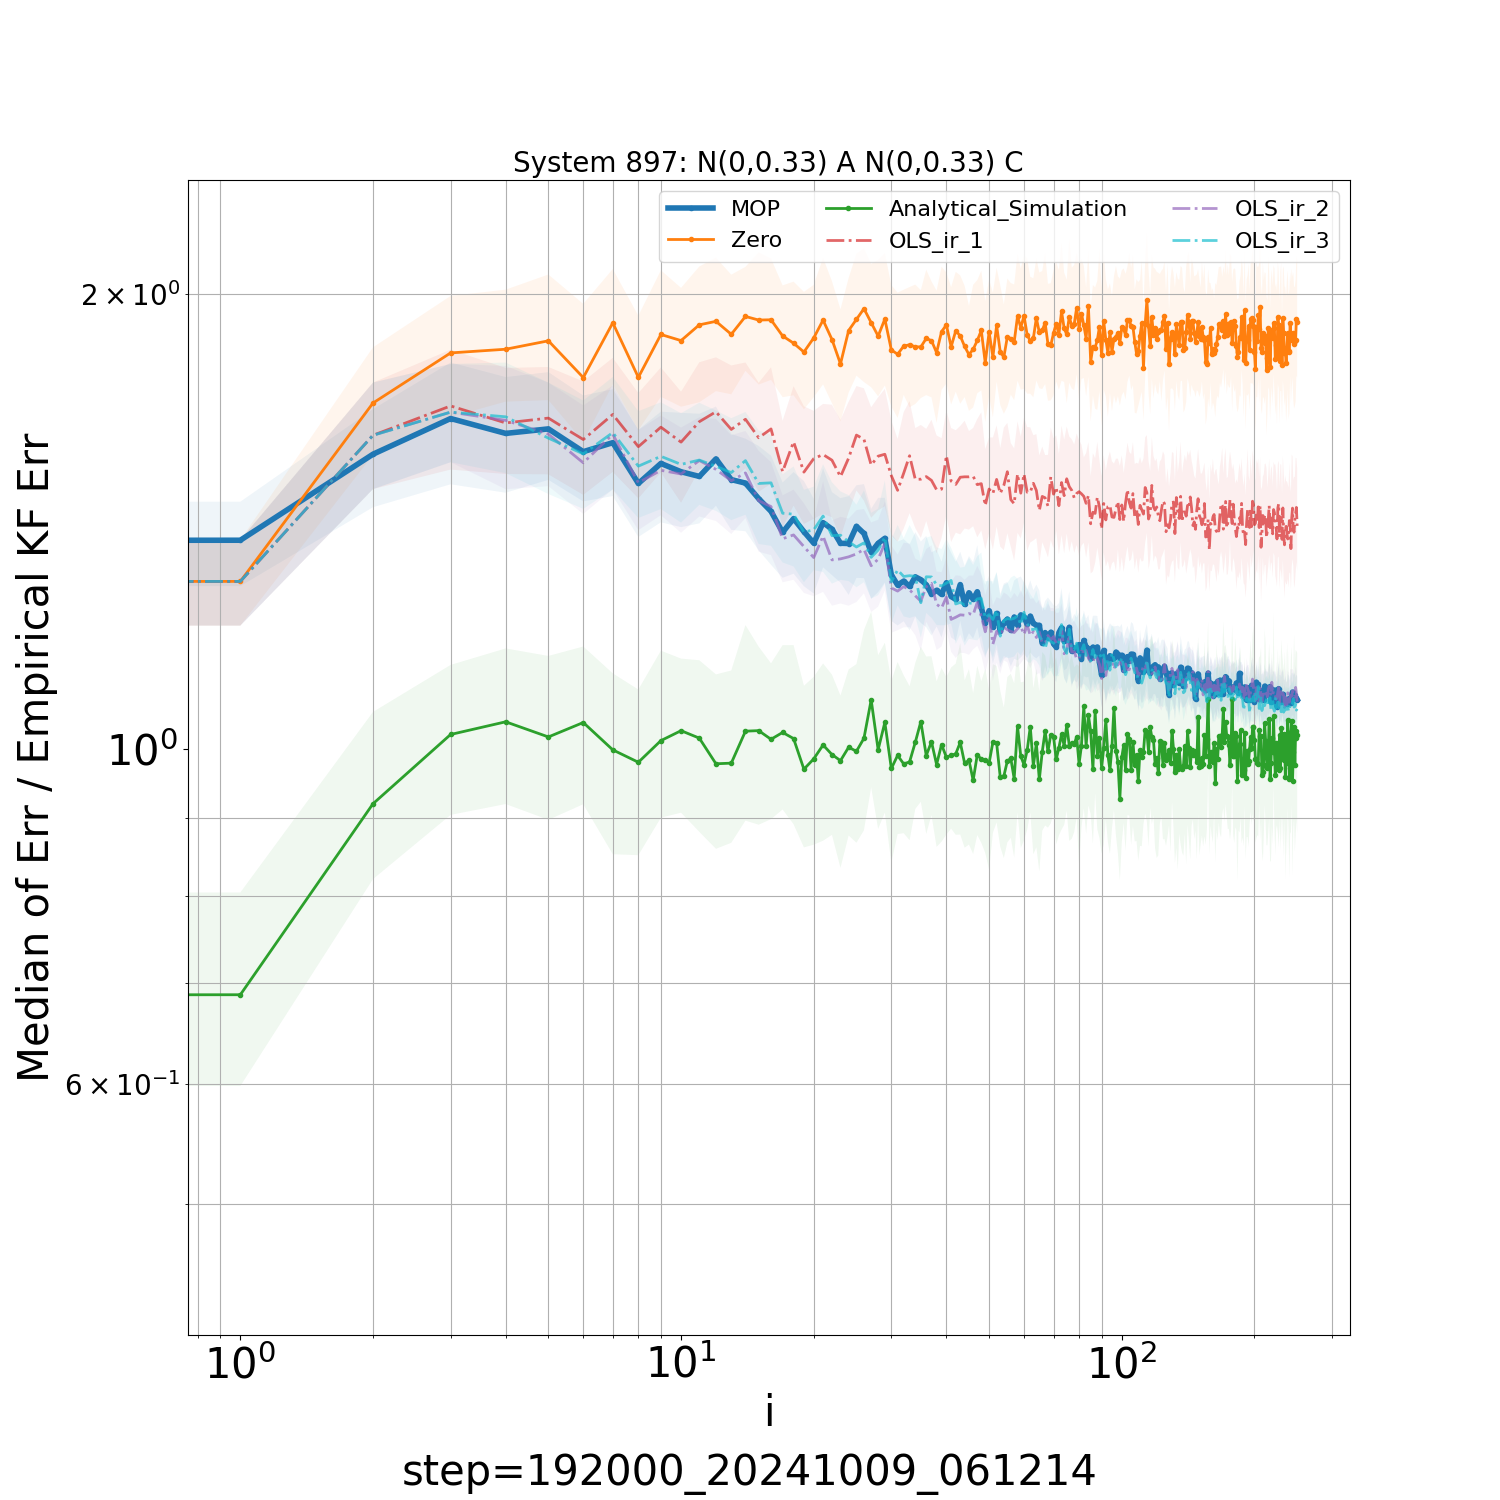 System 897: N(0,0.33) A N(0,0.33) C
MOP
Zero
Analytical_Simulation
OLS_ir_1
OLS_ir_2
OLS_ir_3
Median of Err / Empirical KF Err
2 × 10⁰
10⁰
6 × 10⁻¹
10⁰ 10¹ 10²
i
step=192000_20241009_061214